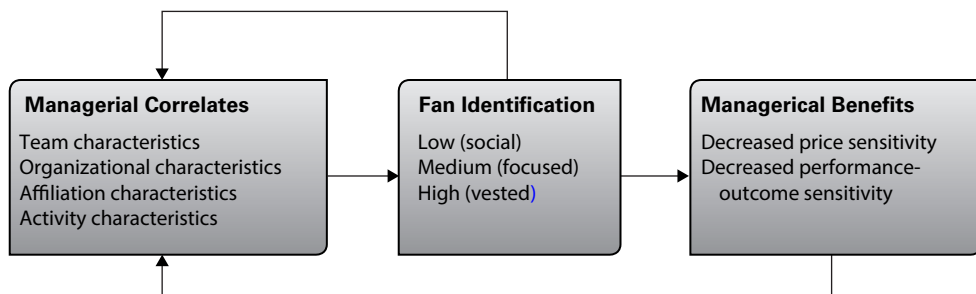 Managerial Correlates
Team characteristics
Organizational characteristics
Affiliation characteristics
Activity characteristics
Fan Identification
Low (social)
Medium (focused)
High (vested)
Managerical Benefits
Decreased price sensitivity
Decreased performance-
outcome sensitivity